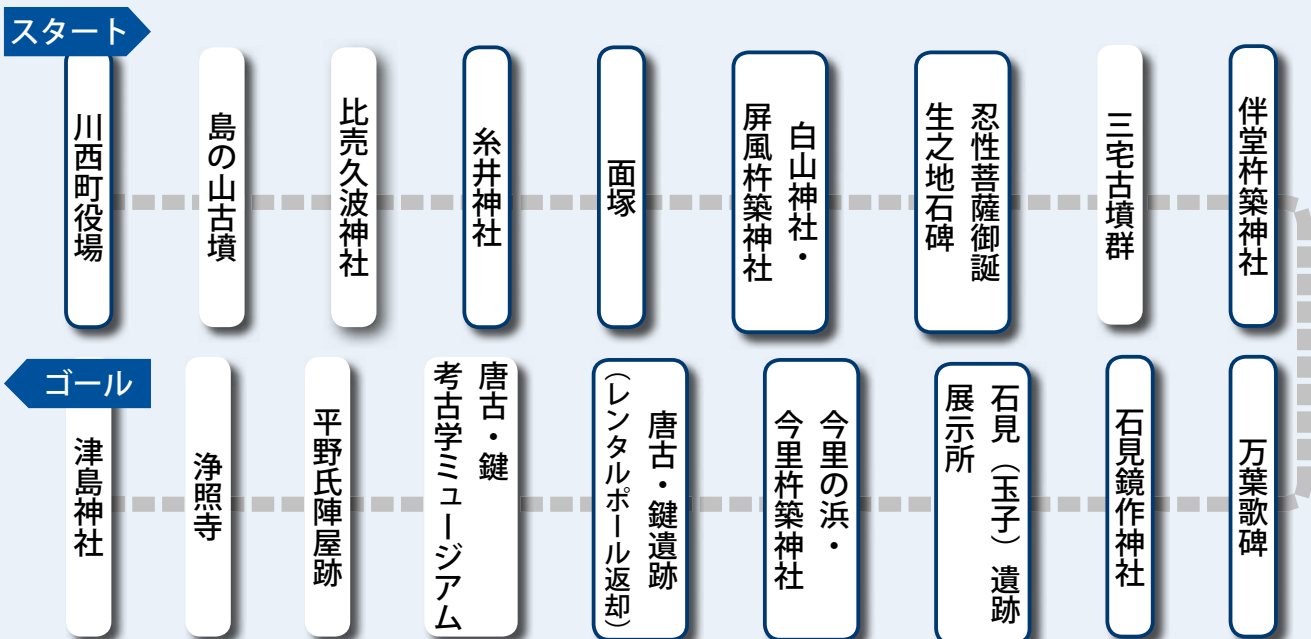 スタート
川西町役場
島の山古墳
比売久波神社
糸井神社
面塚
白山神社・
屏風杵築神社
忍性菩薩御誕
生之地石碑
三宅古墳群
伴堂杵築神社
万葉歌碑
石見鏡作神社
石見（玉子）遺跡
展示所
今里の浜・
今里杵築神社
唐古・鍵遺跡
（レンタルポール返却）
唐古・鍵
考古学ミュージアム
平野氏陣屋跡
浄照寺
津島神社
ゴール